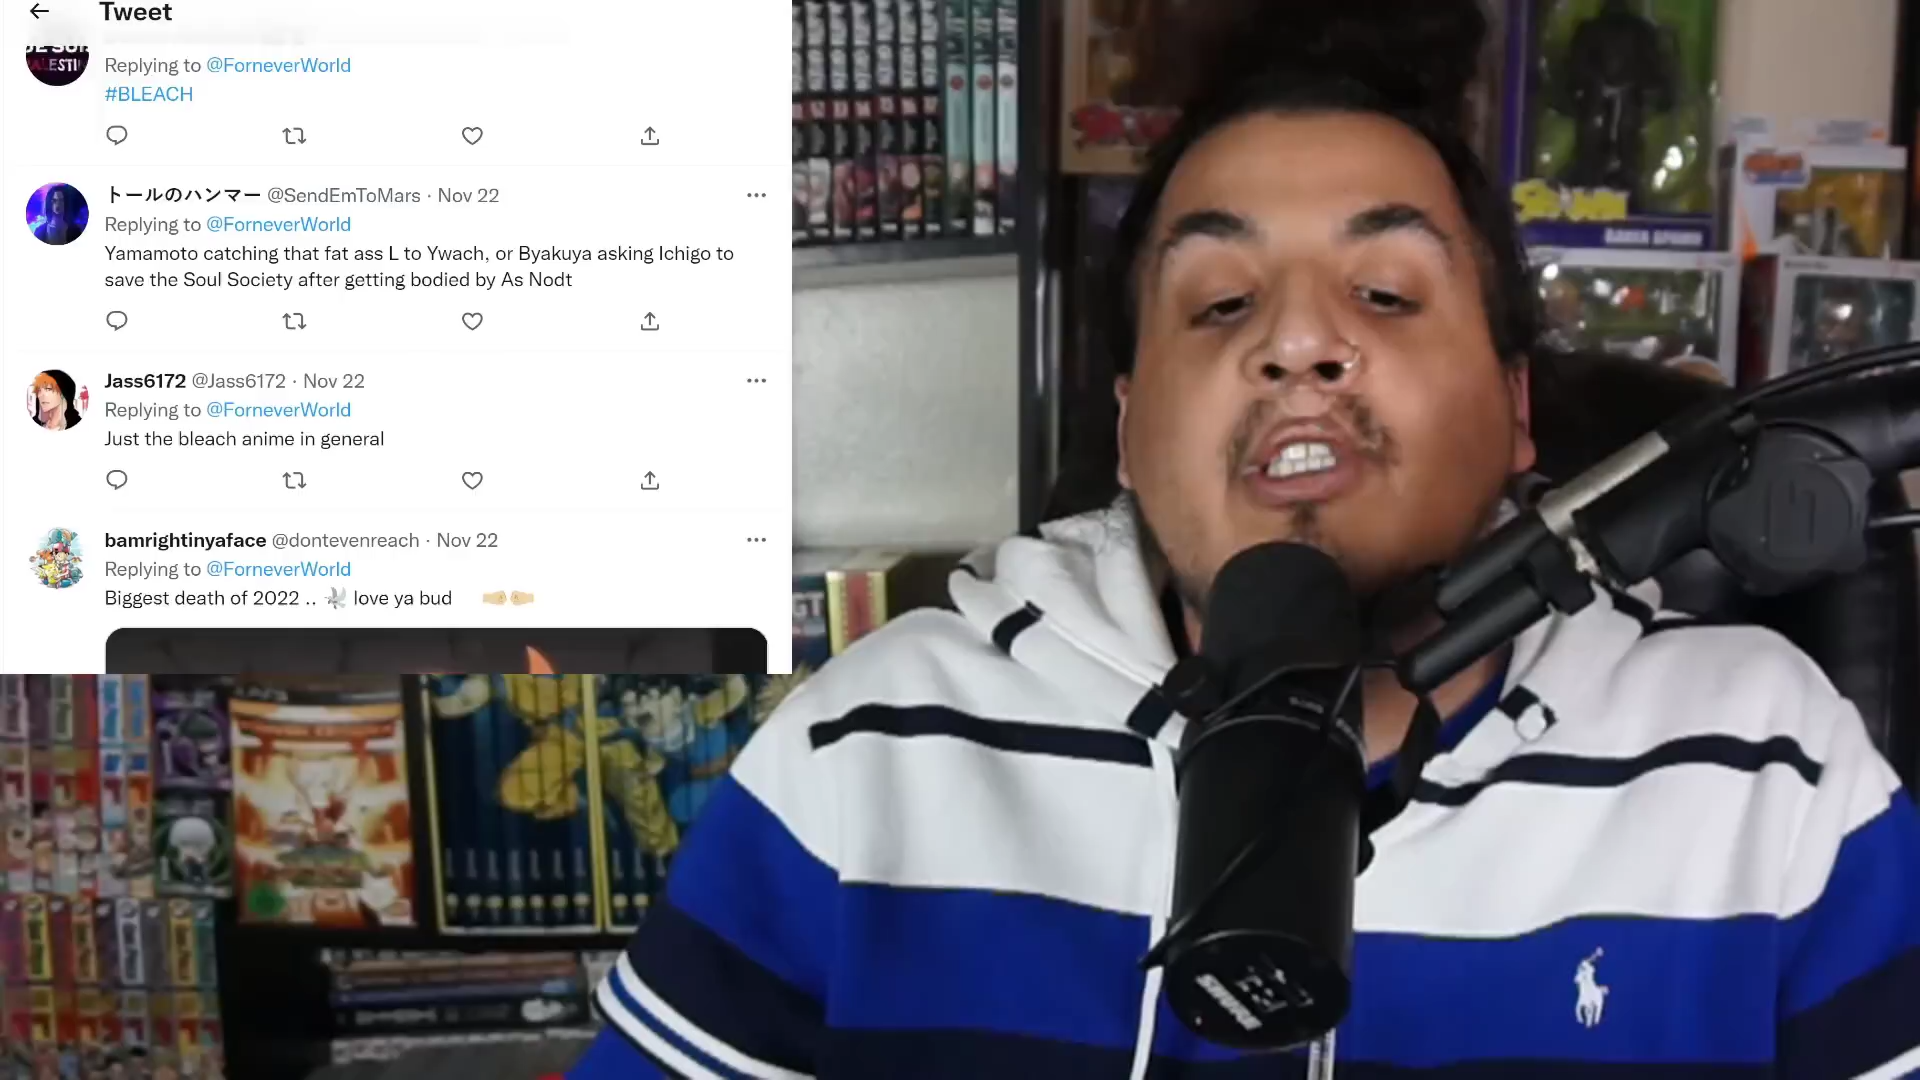 Tweet
Replying to @ForneverWorld
#BLEACH
トールのハンマー @SendEmToMars · Nov 22
Replying to @ForneverWorld
Yamamoto catching that fat ass L to Ywach, or Byakuya asking Ichigo to
save the Soul Society after getting bodied by As Nodt
Jass6172 @Jass6172 · Nov 22
Replying to @ForneverWorld
Just the bleach anime in general
bamrightinyaface @dontevenreach · Nov 22
Replying to @ForneverWorld
Biggest death of 2022 .. 🕊 love ya bud 🤜🏼🤛🏼